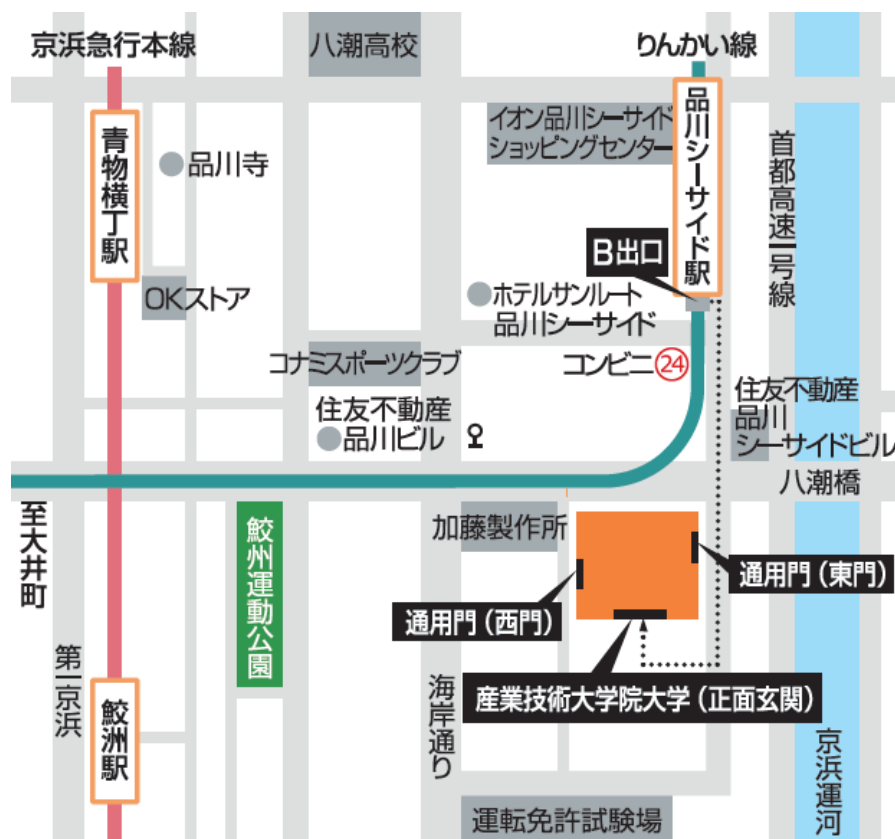 京浜急行本線
八潮高校
りんかい線
青物横丁駅
品川寺
イオン品川シーサイド
ショッピングセンター
品川シーサイド駅
首都高速1号線
B出口
OKストア
ホテルサンルート
品川シーサイド
コナミスポーツクラブ
コンビニ24
住友不動産
品川ビル
住友不動産
品川
シーサイドビル
八潮橋
至大井町
鮫州運動公園
加藤製作所
通用門(東門)
通用門(西門)
産業技術大学院大学(正面玄関)
第一京浜
鮫洲駅
海岸通り
京浜運河
運転免許試験場